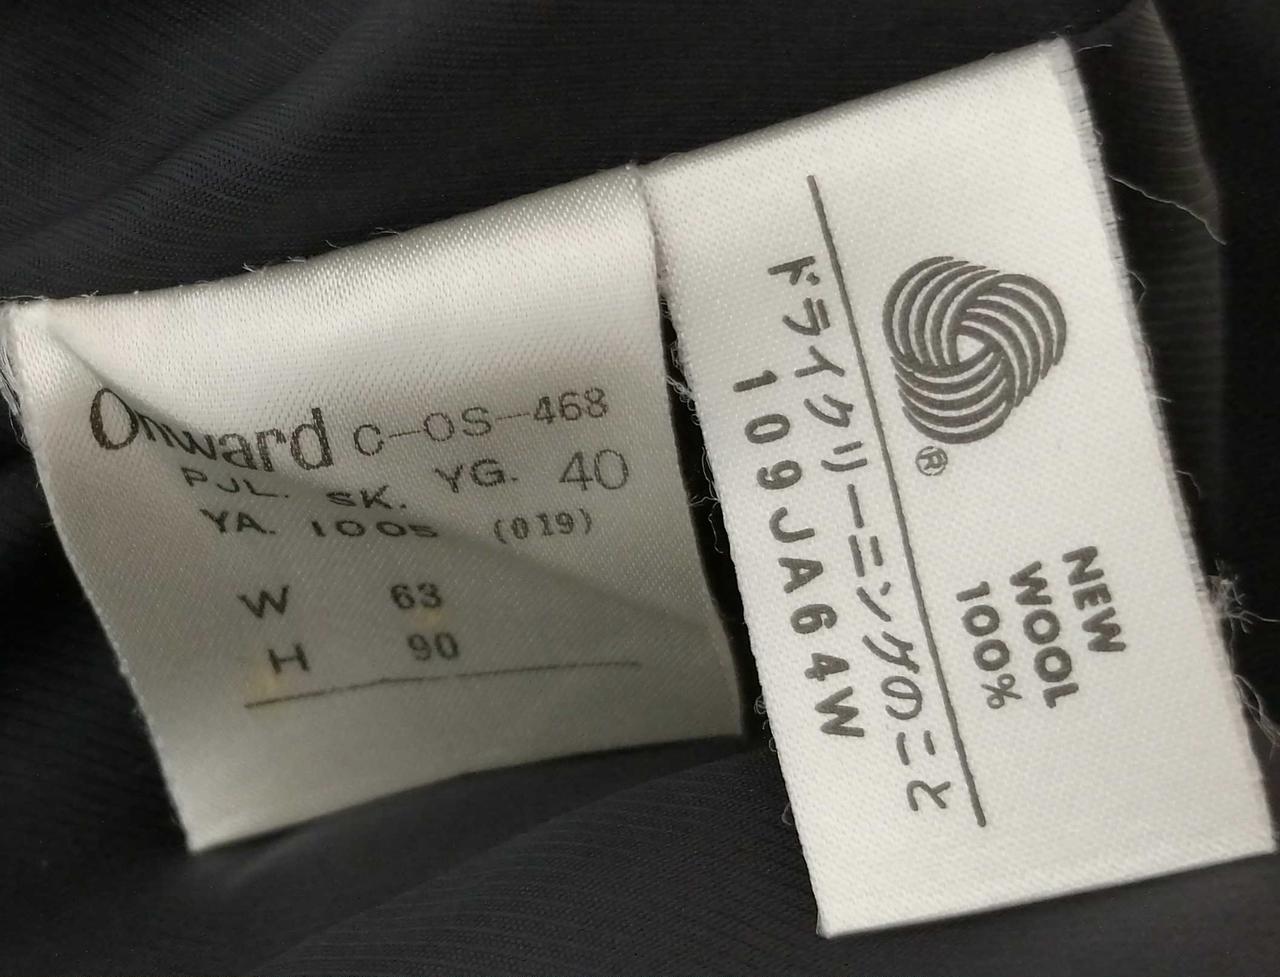 Onward C-OS-468
PJL. SK. YG. 40
YA. 1005 (019)
W 63
H 90
®
NEW
WOOL
100%
ドライクリーニングのこと
109JA64W